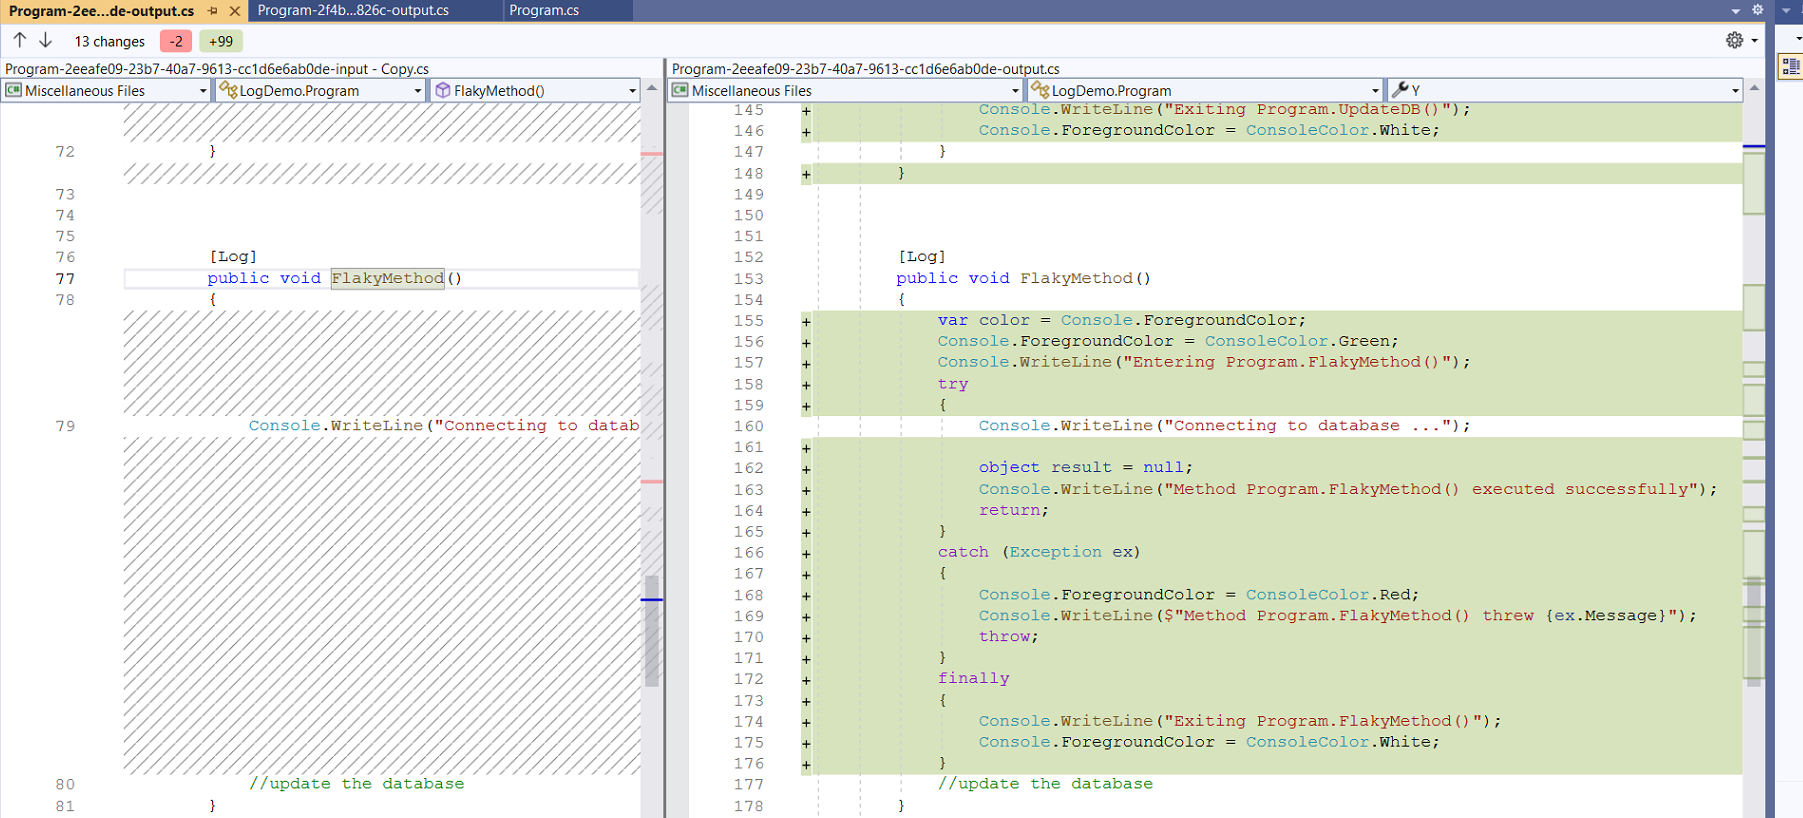 Program-2ee...de-output.cs
Program-2f4b...826c-output.cs
Program.cs
13 changes
-2
+99
Program-2eeafe09-23b7-40a7-9613-cc1d6e6ab0de-input - Copy.cs
C# Miscellaneous Files
LogDemo.Program
FlakyMethod()
72 }
73
74
75
76 [Log]
77 public void FlakyMethod()
78 {
79 Console.WriteLine("Connecting to datab
80 //update the database
81 }
Program-2eeafe09-23b7-40a7-9613-cc1d6e6ab0de-output.cs
C# Miscellaneous Files
LogDemo.Program
Y
145 + Console.WriteLine("Exiting Program.UpdateDB()");
146 + Console.ForegroundColor = ConsoleColor.White;
147 }
148 + }
149
150
151
152 [Log]
153 public void FlakyMethod()
154 {
155 + var color = Console.ForegroundColor;
156 + Console.ForegroundColor = ConsoleColor.Green;
157 + Console.WriteLine("Entering Program.FlakyMethod()");
158 + try
159 + {
160 Console.WriteLine("Connecting to database ...");
161 +
162 + object result = null;
163 + Console.WriteLine("Method Program.FlakyMethod() executed successfully");
164 + return;
165 + }
166 + catch (Exception ex)
167 + {
168 + Console.ForegroundColor = ConsoleColor.Red;
169 + Console.WriteLine($"Method Program.FlakyMethod() threw {ex.Message}");
170 + throw;
171 + }
172 + finally
173 + {
174 + Console.WriteLine("Exiting Program.FlakyMethod()");
175 + Console.ForegroundColor = ConsoleColor.White;
176 + }
177 //update the database
178 }